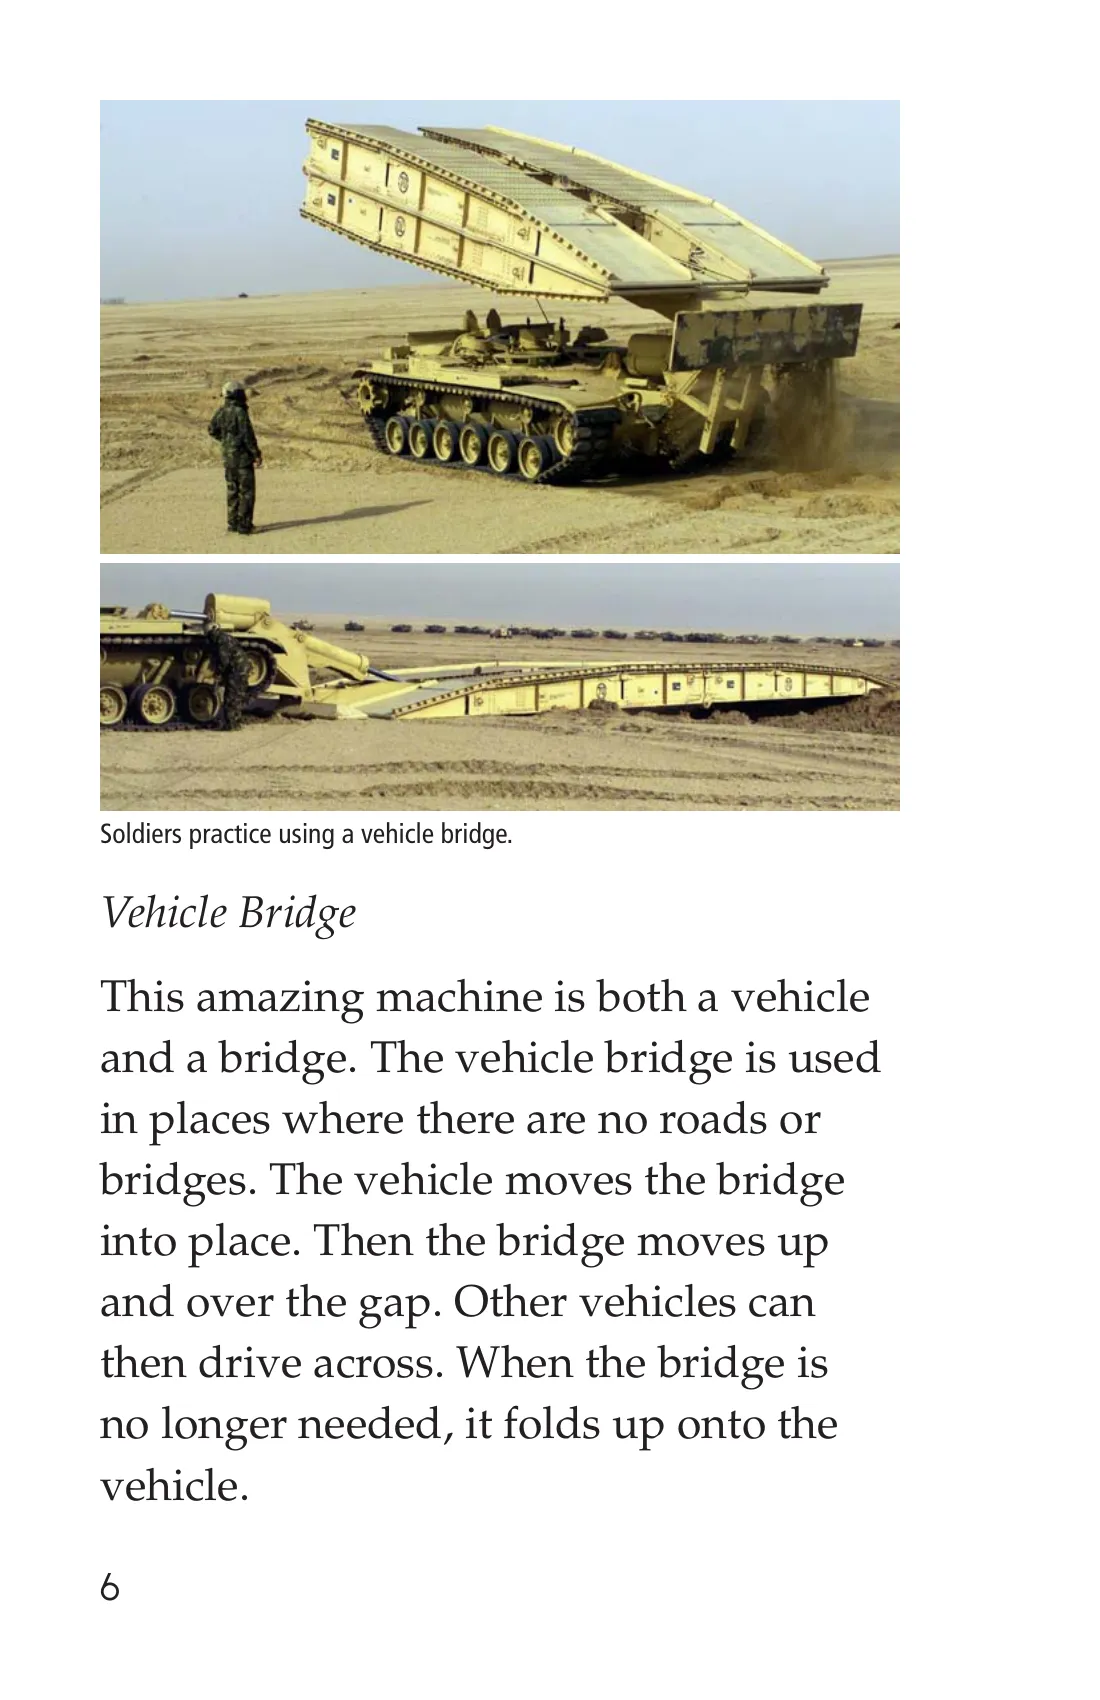 Soldiers practice using a vehicle bridge.
Vehicle Bridge
This amazing machine is both a vehicle
and a bridge. The vehicle bridge is used
in places where there are no roads or
bridges. The vehicle moves the bridge
into place. Then the bridge moves up
and over the gap. Other vehicles can
then drive across. When the bridge is
no longer needed, it folds up onto the
vehicle.
6